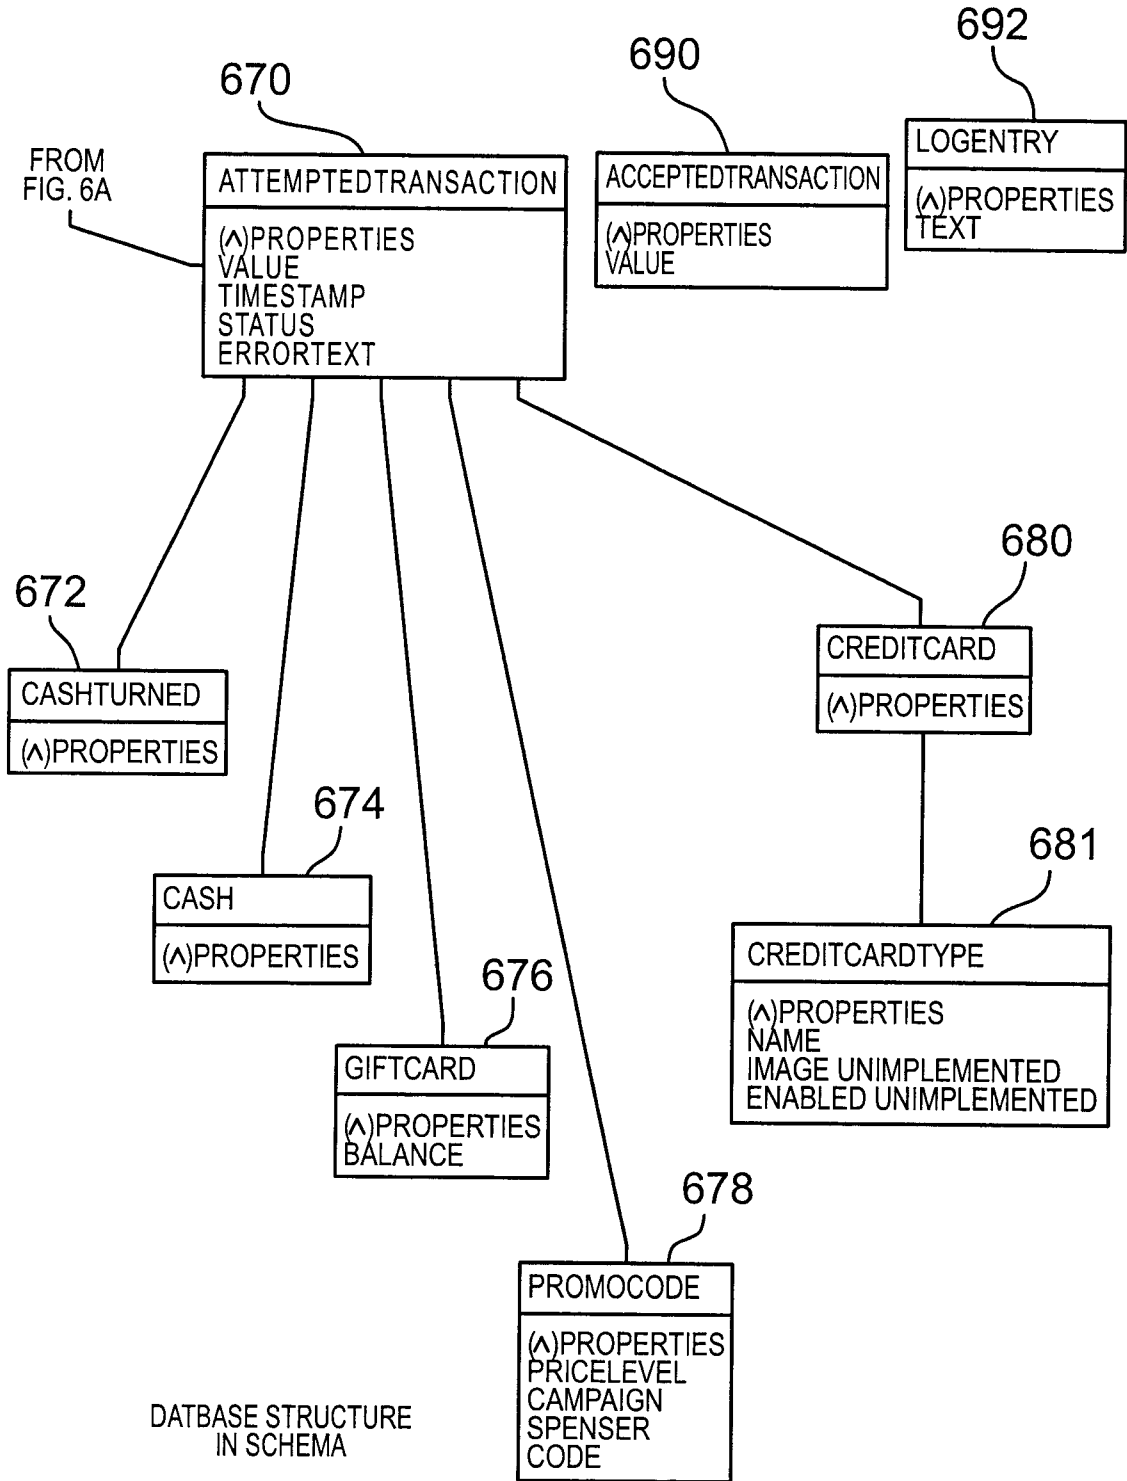 692
690
670
FROM
FIG. 6A
ATTEMPTEDTRANSACTION
(^)PROPERTIES
VALUE
TIMESTAMP
STATUS
ERRORTEXT
ACCEPTEDTRANSACTION
(^)PROPERTIES
VALUE
LOGENTRY
(^)PROPERTIES
TEXT
680
CREDITCARD
(^)PROPERTIES
672
CASHTURNED
(^)PROPERTIES
674
CASH
(^)PROPERTIES
681
CREDITCARDTYPE
(^)PROPERTIES
NAME
IMAGE UNIMPLEMENTED
ENABLED UNIMPLEMENTED
676
GIFTCARD
(^)PROPERTIES
BALANCE
678
PROMOCODE
(^)PROPERTIES
PRICELEVEL
CAMPAIGN
SPENSER
CODE
DATBASE STRUCTURE
IN SCHEMA